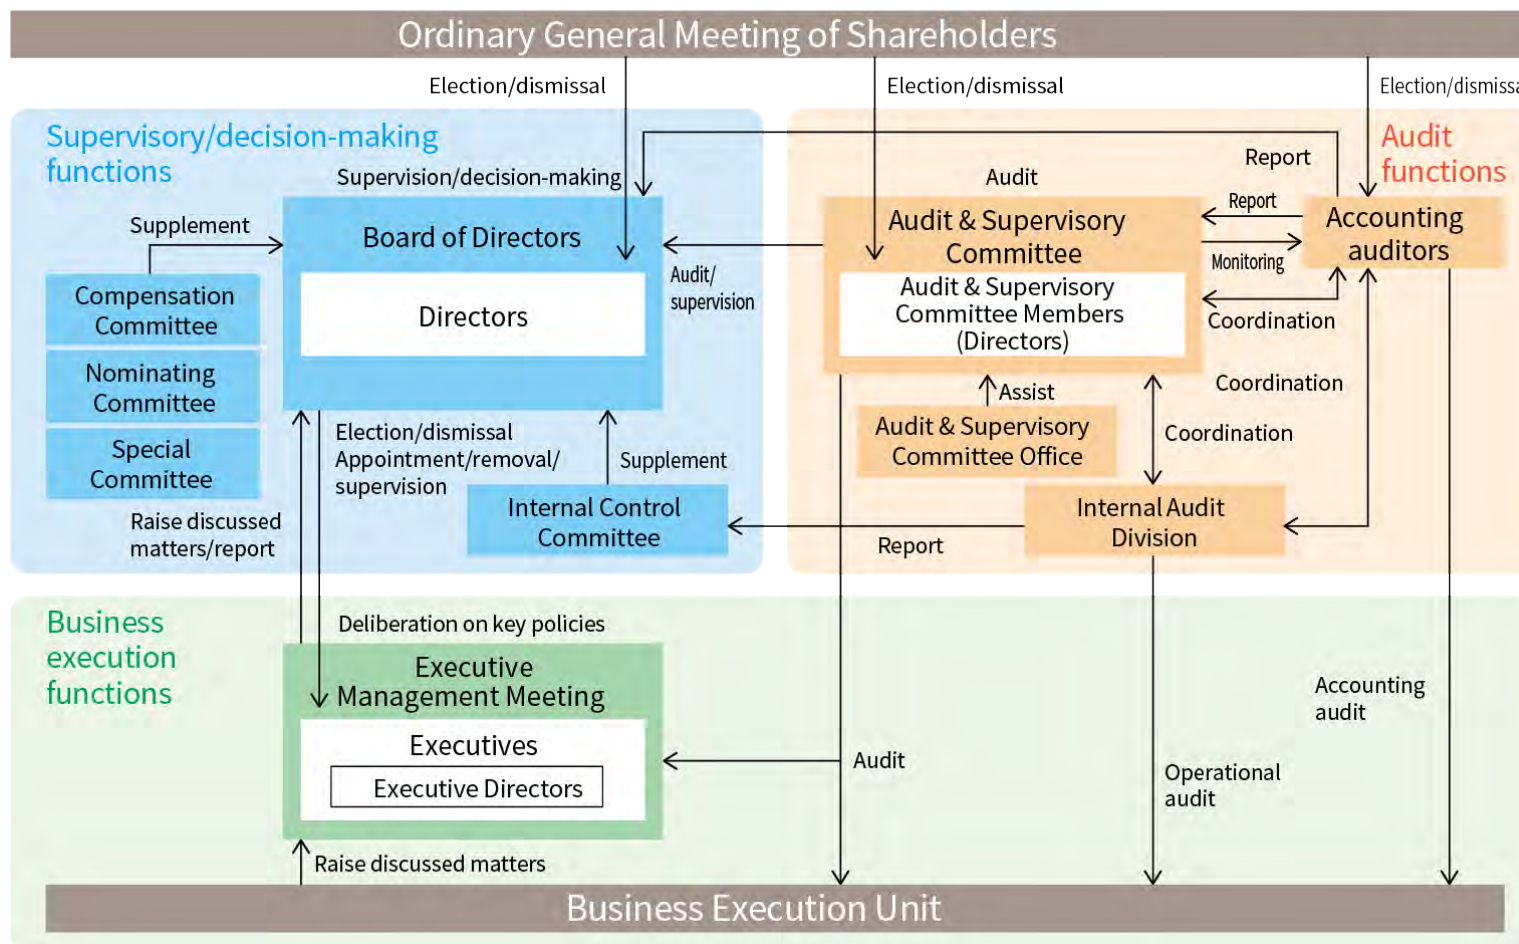 Ordinary General Meeting of Shareholders
Election/dismissal
Election/dismissal
Election/dismissa
Supervisory/decision-making
functions
Audit
functions
Report
Supervision/decision-making
Audit
Report
Supplement
Board of Directors
Audit & Supervisory
Committee
Accounting
auditors
Monitoring
Audit/
supervision
Directors
Audit & Supervisory
Committee Members
(Directors)
Coordination
Compensation
Committee
Nominating
Committee
Special
Committee
Coordination
Assist
Audit & Supervisory
Committee Office
Coordination
Election/dismissal
Appointment/removal/
supervision
Supplement
Internal Control
Committee
Internal Audit
Division
Raise discussed
matters/report
Report
Business
execution
functions
Deliberation on key policies
Executive
Management Meeting
Executives
Executive Directors
Audit
Accounting
audit
Operational
audit
Raise discussed matters
Business Execution Unit